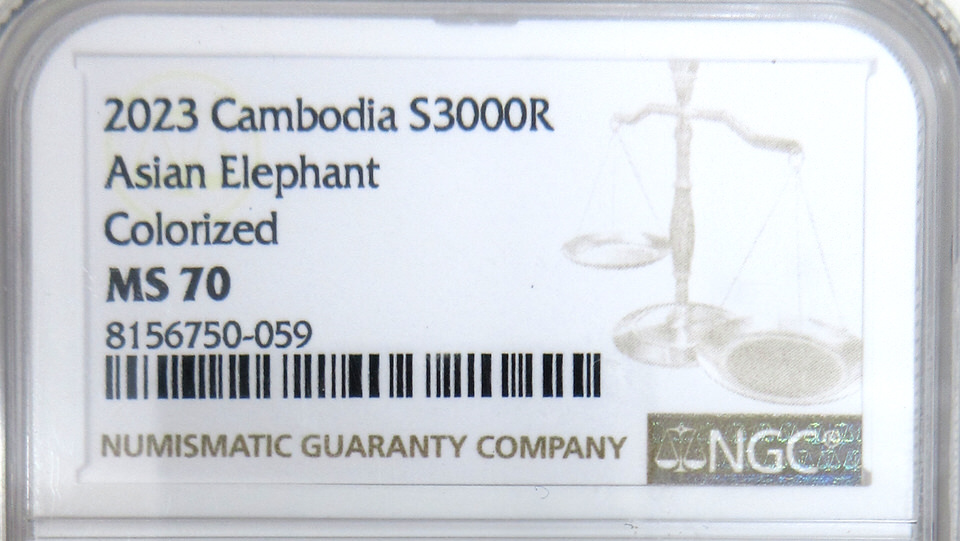 2023 Cambodia S3000R
Asian Elephant
Colorized
MS 70
8156750-059
NUMISMATIC GUARANTY COMPANY
NGC®